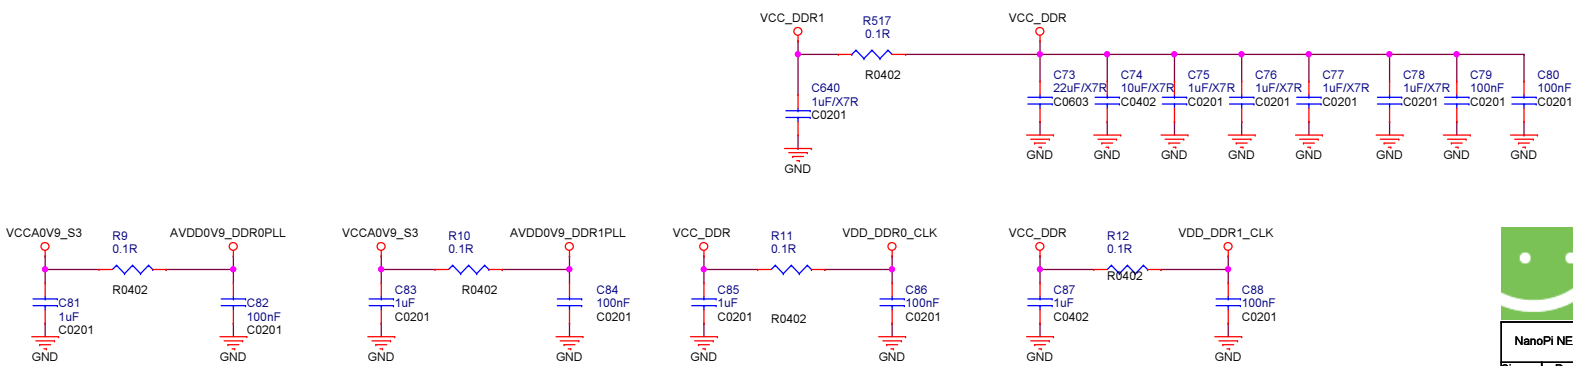 VCC_DDR1
R517
0.1R
R0402
VCC_DDR
C640
1uF/X7R
C0201
GND
C73
22uF/X7R
C0603
GND
C74
10uF/X7R
C0402
GND
C75
1uF/X7R
C0201
GND
C76
1uF/X7R
C0201
GND
C77
1uF/X7R
C0201
GND
C78
1uF/X7R
C0201
GND
C79
100nF
C0201
GND
C80
100nF
C0201
GND
VCCA0V9_S3
R9
0.1R
R0402
AVDD0V9_DDR0PLL
C81
1uF
C0201
GND
C82
100nF
C0201
GND
VCCA0V9_S3
R10
0.1R
R0402
AVDD0V9_DDR1PLL
C83
1uF
C0201
GND
C84
100nF
C0201
GND
VCC_DDR
R11
0.1R
R0402
VDD_DDR0_CLK
C85
1uF
C0201
GND
C86
100nF
C0201
GND
VCC_DDR
R12
0.1R
R0402
VDD_DDR1_CLK
C87
1uF
C0402
GND
C88
100nF
C0201
GND
NanoPi NE